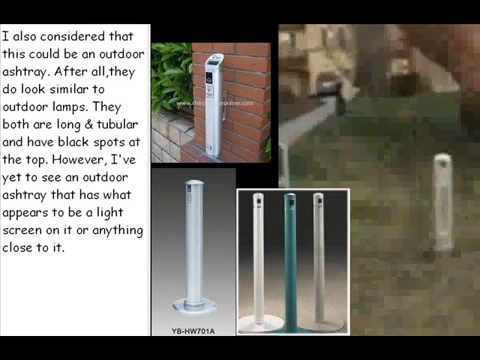 I also considered that
this could be an outdoor
ashtray. After all,they
do look similar to
outdoor lamps. They
both are long & tubular
and have black spots at
the top. However, I've
yet to see an outdoor
ashtray that has what
appears to be a light
screen on it or anything
close to it.
YB-HW701A